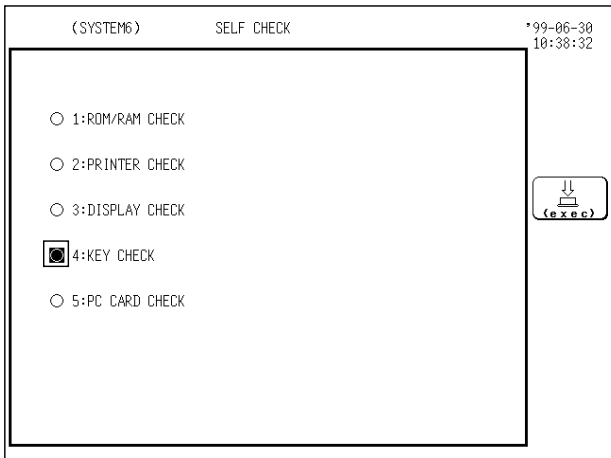 (SYSTEM6) SELF CHECK '99-06-30
10:38:32
1:ROM/RAM CHECK
2:PRINTER CHECK
3:DISPLAY CHECK
(exec)
4:KEY CHECK
5:PC CARD CHECK